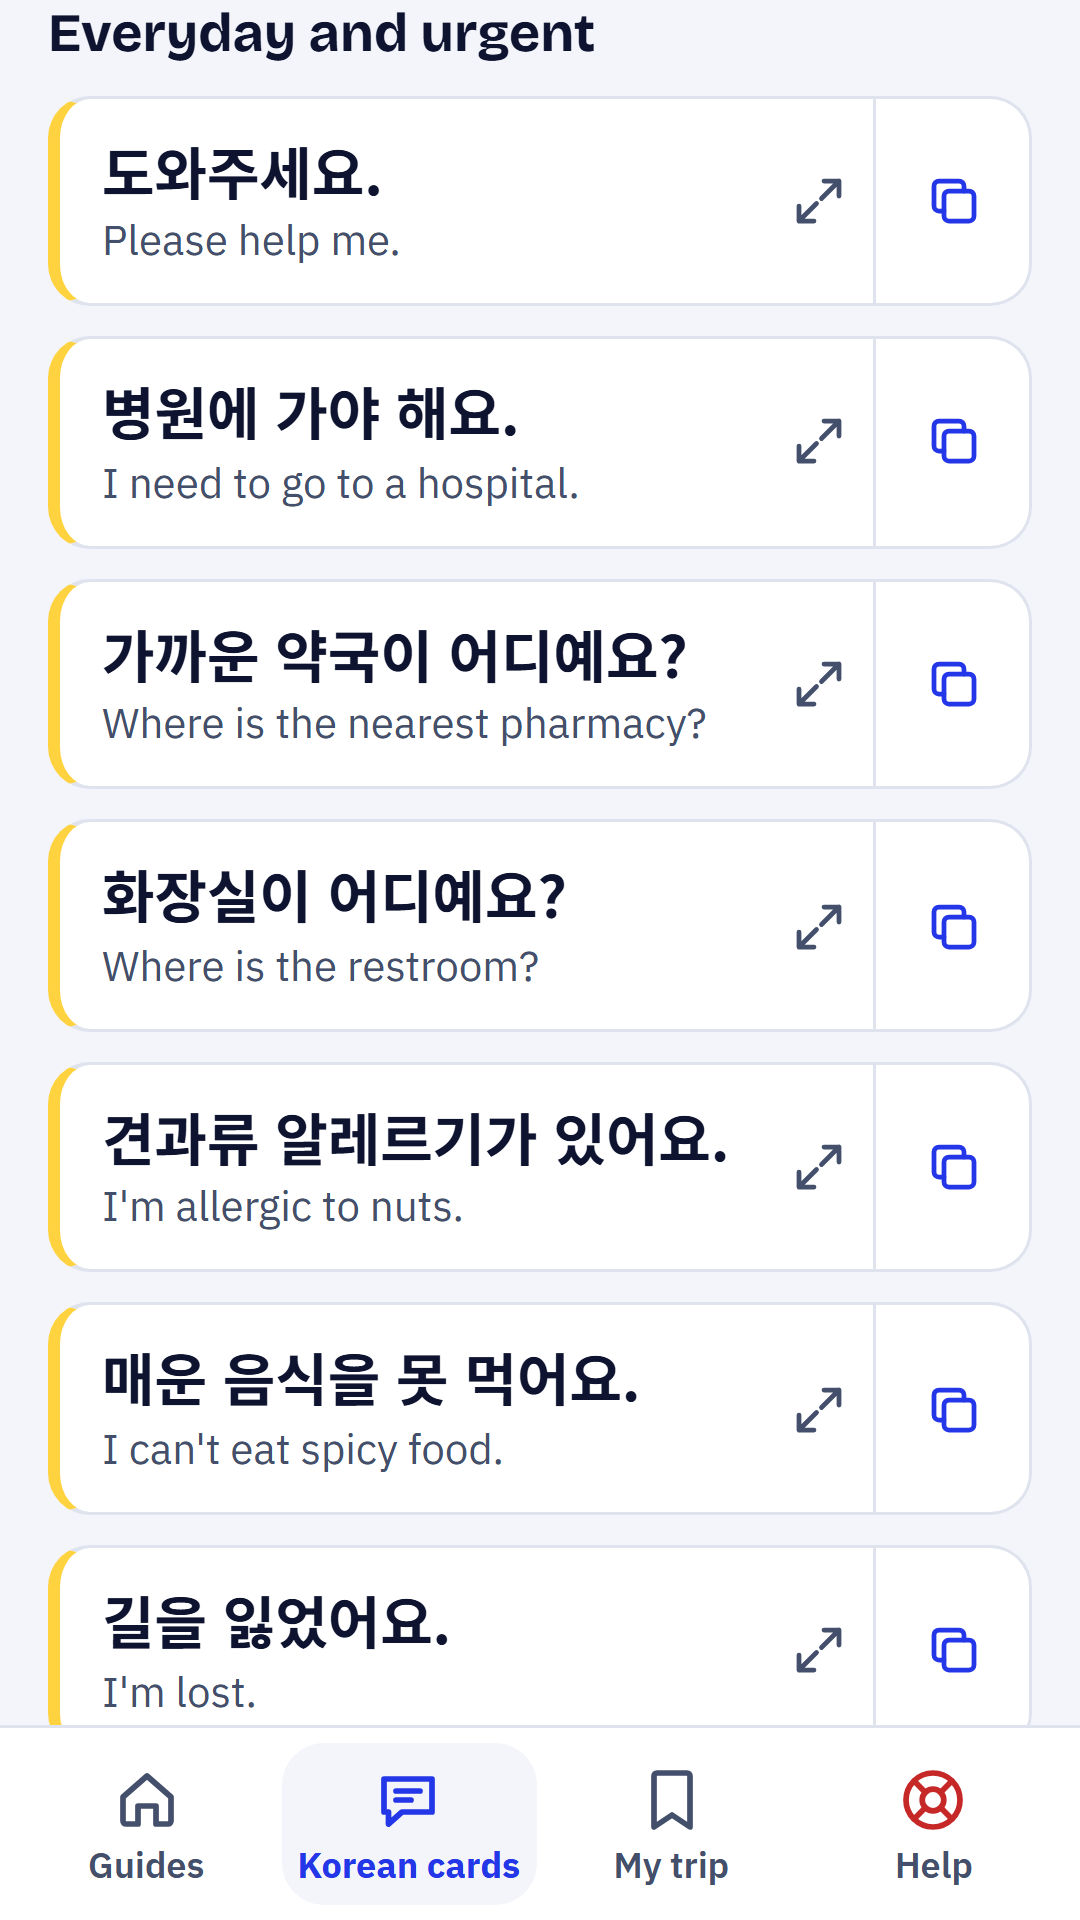 Everyday and urgent
도와주세요.
Please help me.
병원에 가야 해요.
I need to go to a hospital.
가까운 약국이 어디예요?
Where is the nearest pharmacy?
화장실이 어디예요?
Where is the restroom?
견과류 알레르기가 있어요.
I'm allergic to nuts.
매운 음식을 못 먹어요.
I can't eat spicy food.
길을 잃었어요.
I'm lost.
Guides
Korean cards
My trip
Help